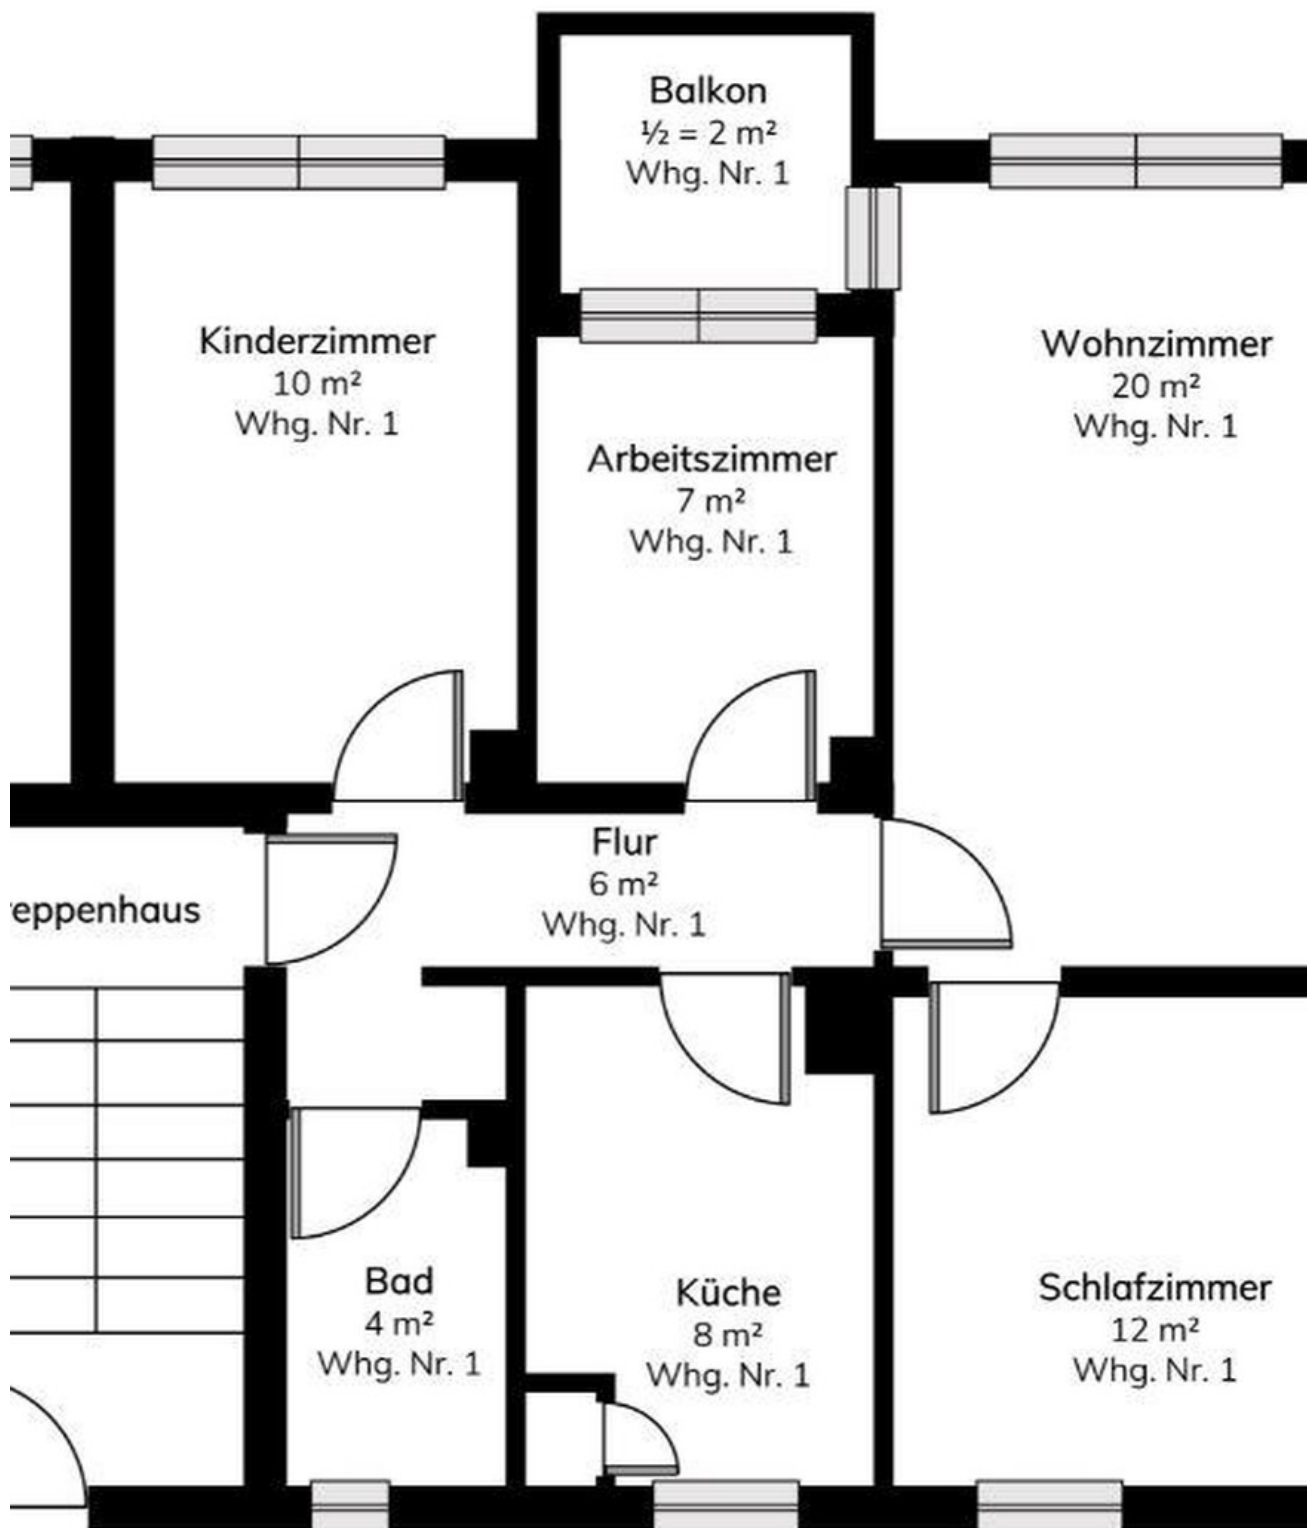 Balkon
½ = 2 m²
Whg. Nr. 1
Kinderzimmer
10 m²
Whg. Nr. 1
Wohnzimmer
20 m²
Whg. Nr. 1
Arbeitszimmer
7 m²
Whg. Nr. 1
Flur
6 m²
Whg. Nr. 1
reppenhaus
Bad
4 m²
Whg. Nr. 1
Küche
8 m²
Whg. Nr. 1
Schlafzimmer
12 m²
Whg. Nr. 1